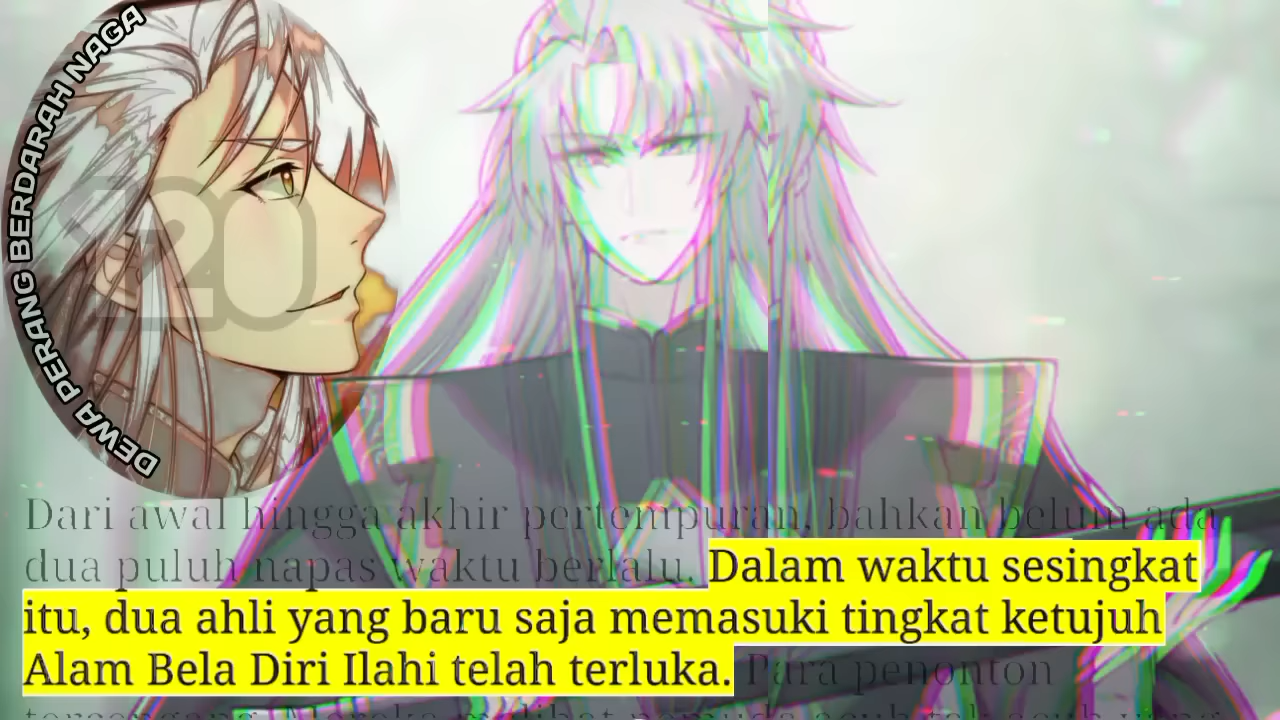 DEWA PERANG BERDARAH NAGA
120
Dari awal hingga akhir pertempuran, bahkan belum ada
dua puluh napas waktu berlalu. Dalam waktu sesingkat
itu, dua ahli yang baru saja memasuki tingkat ketujuh
Alam Bela Diri Ilahi telah terluka. Para penonton